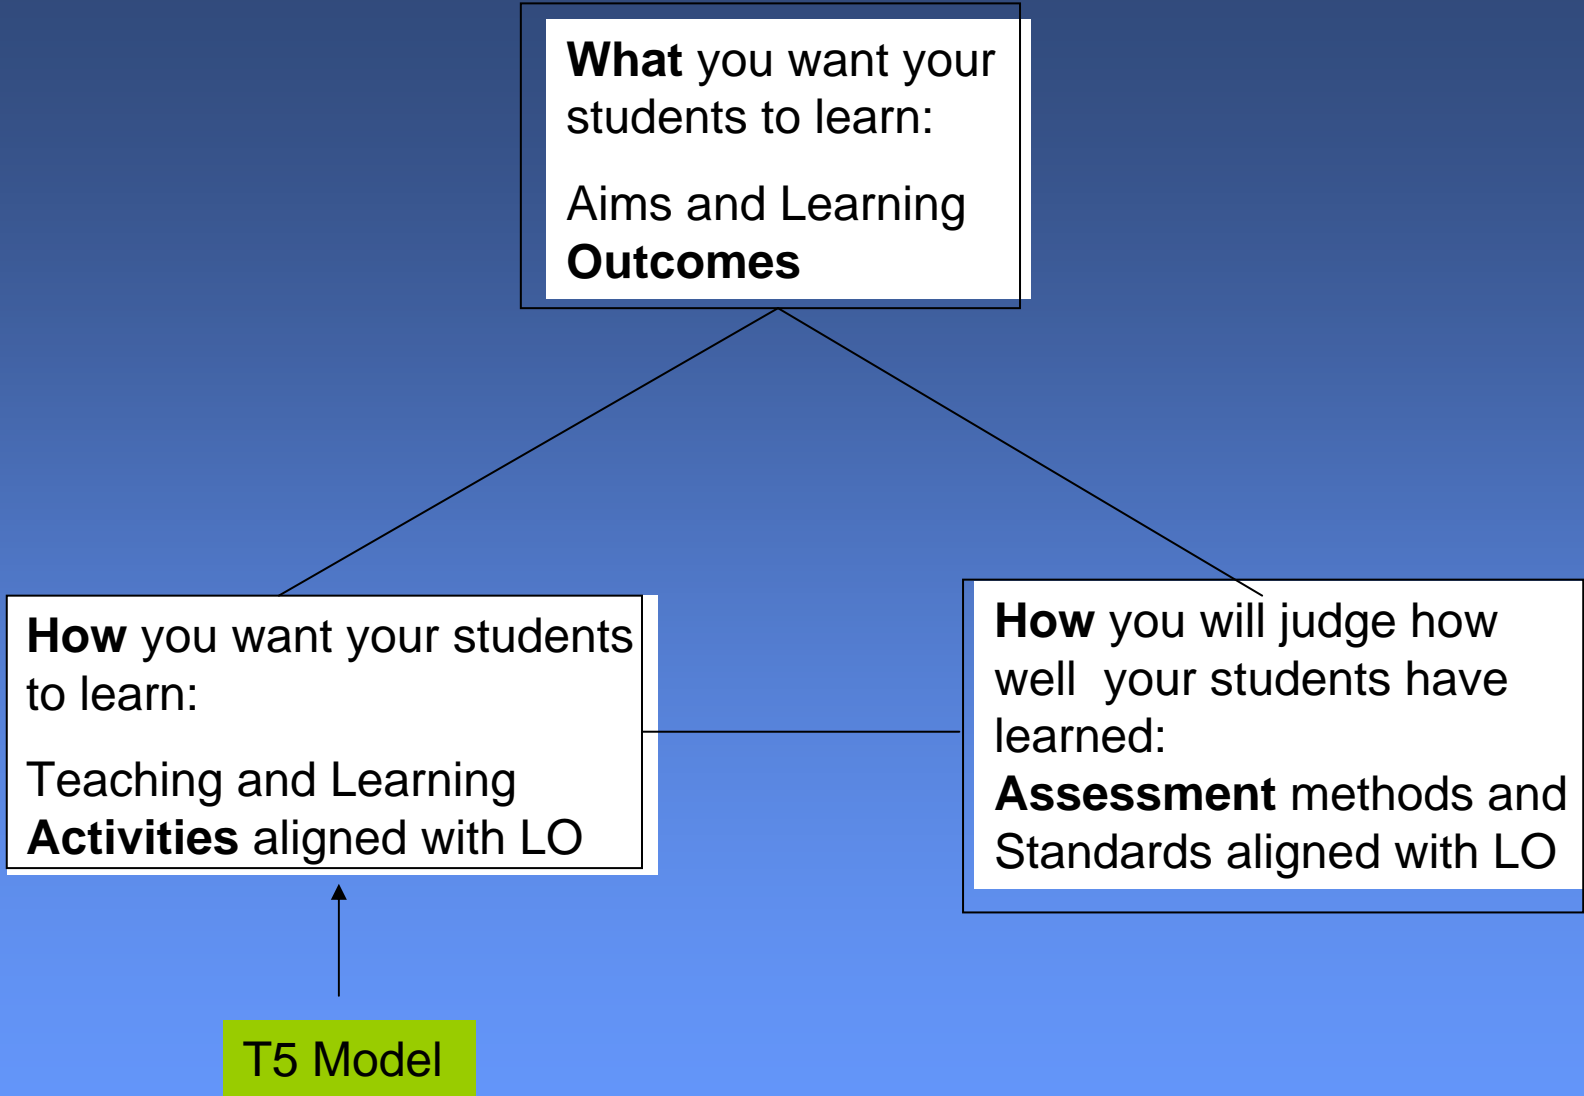 What you want your
students to learn:
Aims and Learning
Outcomes
How you want your students
to learn:
Teaching and Learning
Activities aligned with LO
How you will judge how
well  your students have
learned:
Assessment methods and
Standards aligned with LO
T5 Model